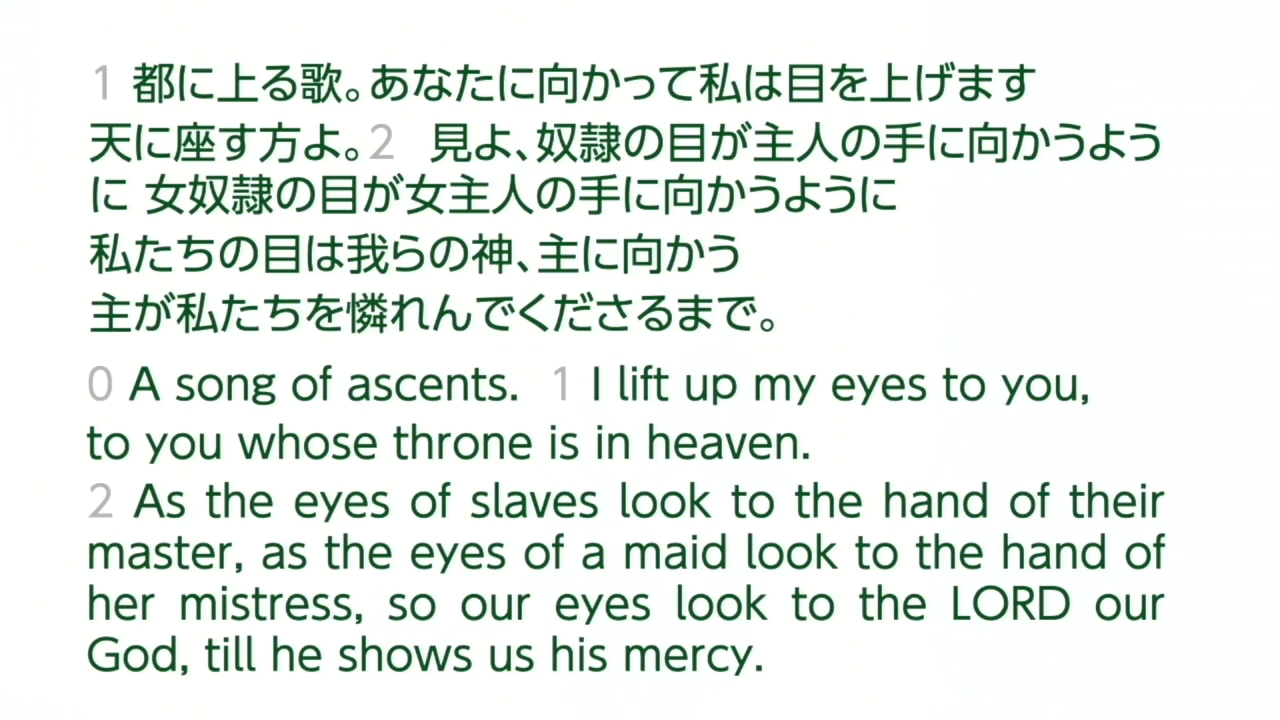 1 都に上る歌。あなたに向かって私は目を上げます
天に座す方よ。2 見よ、奴隷の目が主人の手に向かうよう
に 女奴隷の目が女主人の手に向かうように
私たちの目は我らの神、主に向かう
主が私たちを憐れんでくださるまで。
0 A song of ascents. 1 I lift up my eyes to you,
to you whose throne is in heaven.
2 As the eyes of slaves look to the hand of their
master, as the eyes of a maid look to the hand of
her mistress, so our eyes look to the LORD our
God, till he shows us his mercy.